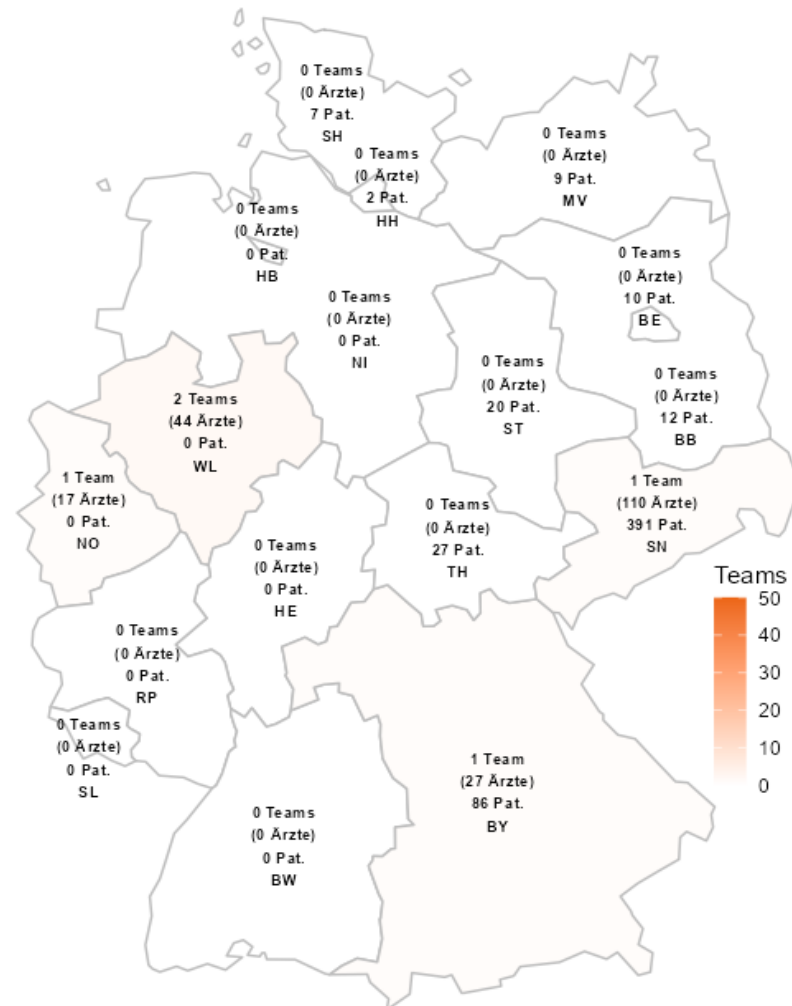 0 Teams
(0 Ärzte)
7 Pat.
SH
0 Teams
(0 Ärzte)
2 Pat.
HH
0 Teams
(0 Ärzte)
9 Pat.
MV
0 Teams
(0 Ärzte)
0 Pat.
HB
0 Teams
(0 Ärzte)
10 Pat.
BE
0 Teams
(0 Ärzte)
0 Pat.
NI
0 Teams
(0 Ärzte)
20 Pat.
ST
0 Teams
(0 Ärzte)
12 Pat.
BB
2 Teams
(44 Ärzte)
0 Pat.
WL
1 Team
(17 Ärzte)
0 Pat.
NO
0 Teams
(0 Ärzte)
0 Pat.
HE
0 Teams
(0 Ärzte)
27 Pat.
TH
1 Team
(110 Ärzte)
391 Pat.
SN
0 Teams
(0 Ärzte)
0 Pat.
RP
0 Teams
(0 Ärzte)
0 Pat.
SL
0 Teams
(0 Ärzte)
0 Pat.
BW
1 Team
(27 Ärzte)
86 Pat.
BY
Teams
50
40
30
20
10
0